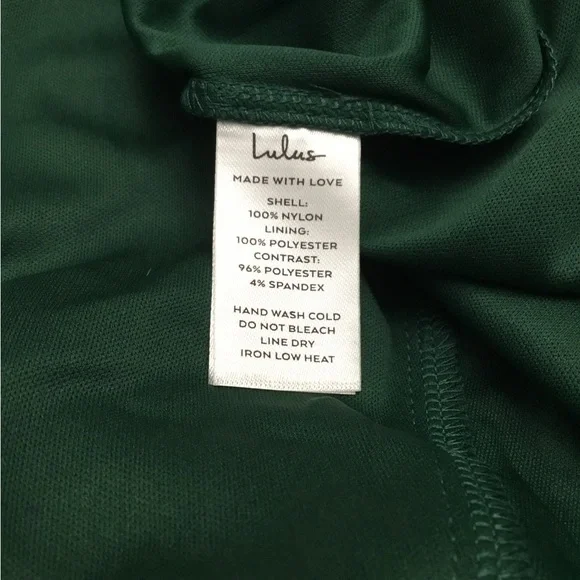 Lulus
MADE WITH LOVE
SHELL:
100% NYLON
LINING:
100% POLYESTER
CONTRAST:
96% POLYESTER
4% SPANDEX
HAND WASH COLD
DO NOT BLEACH
LINE DRY
IRON LOW HEAT